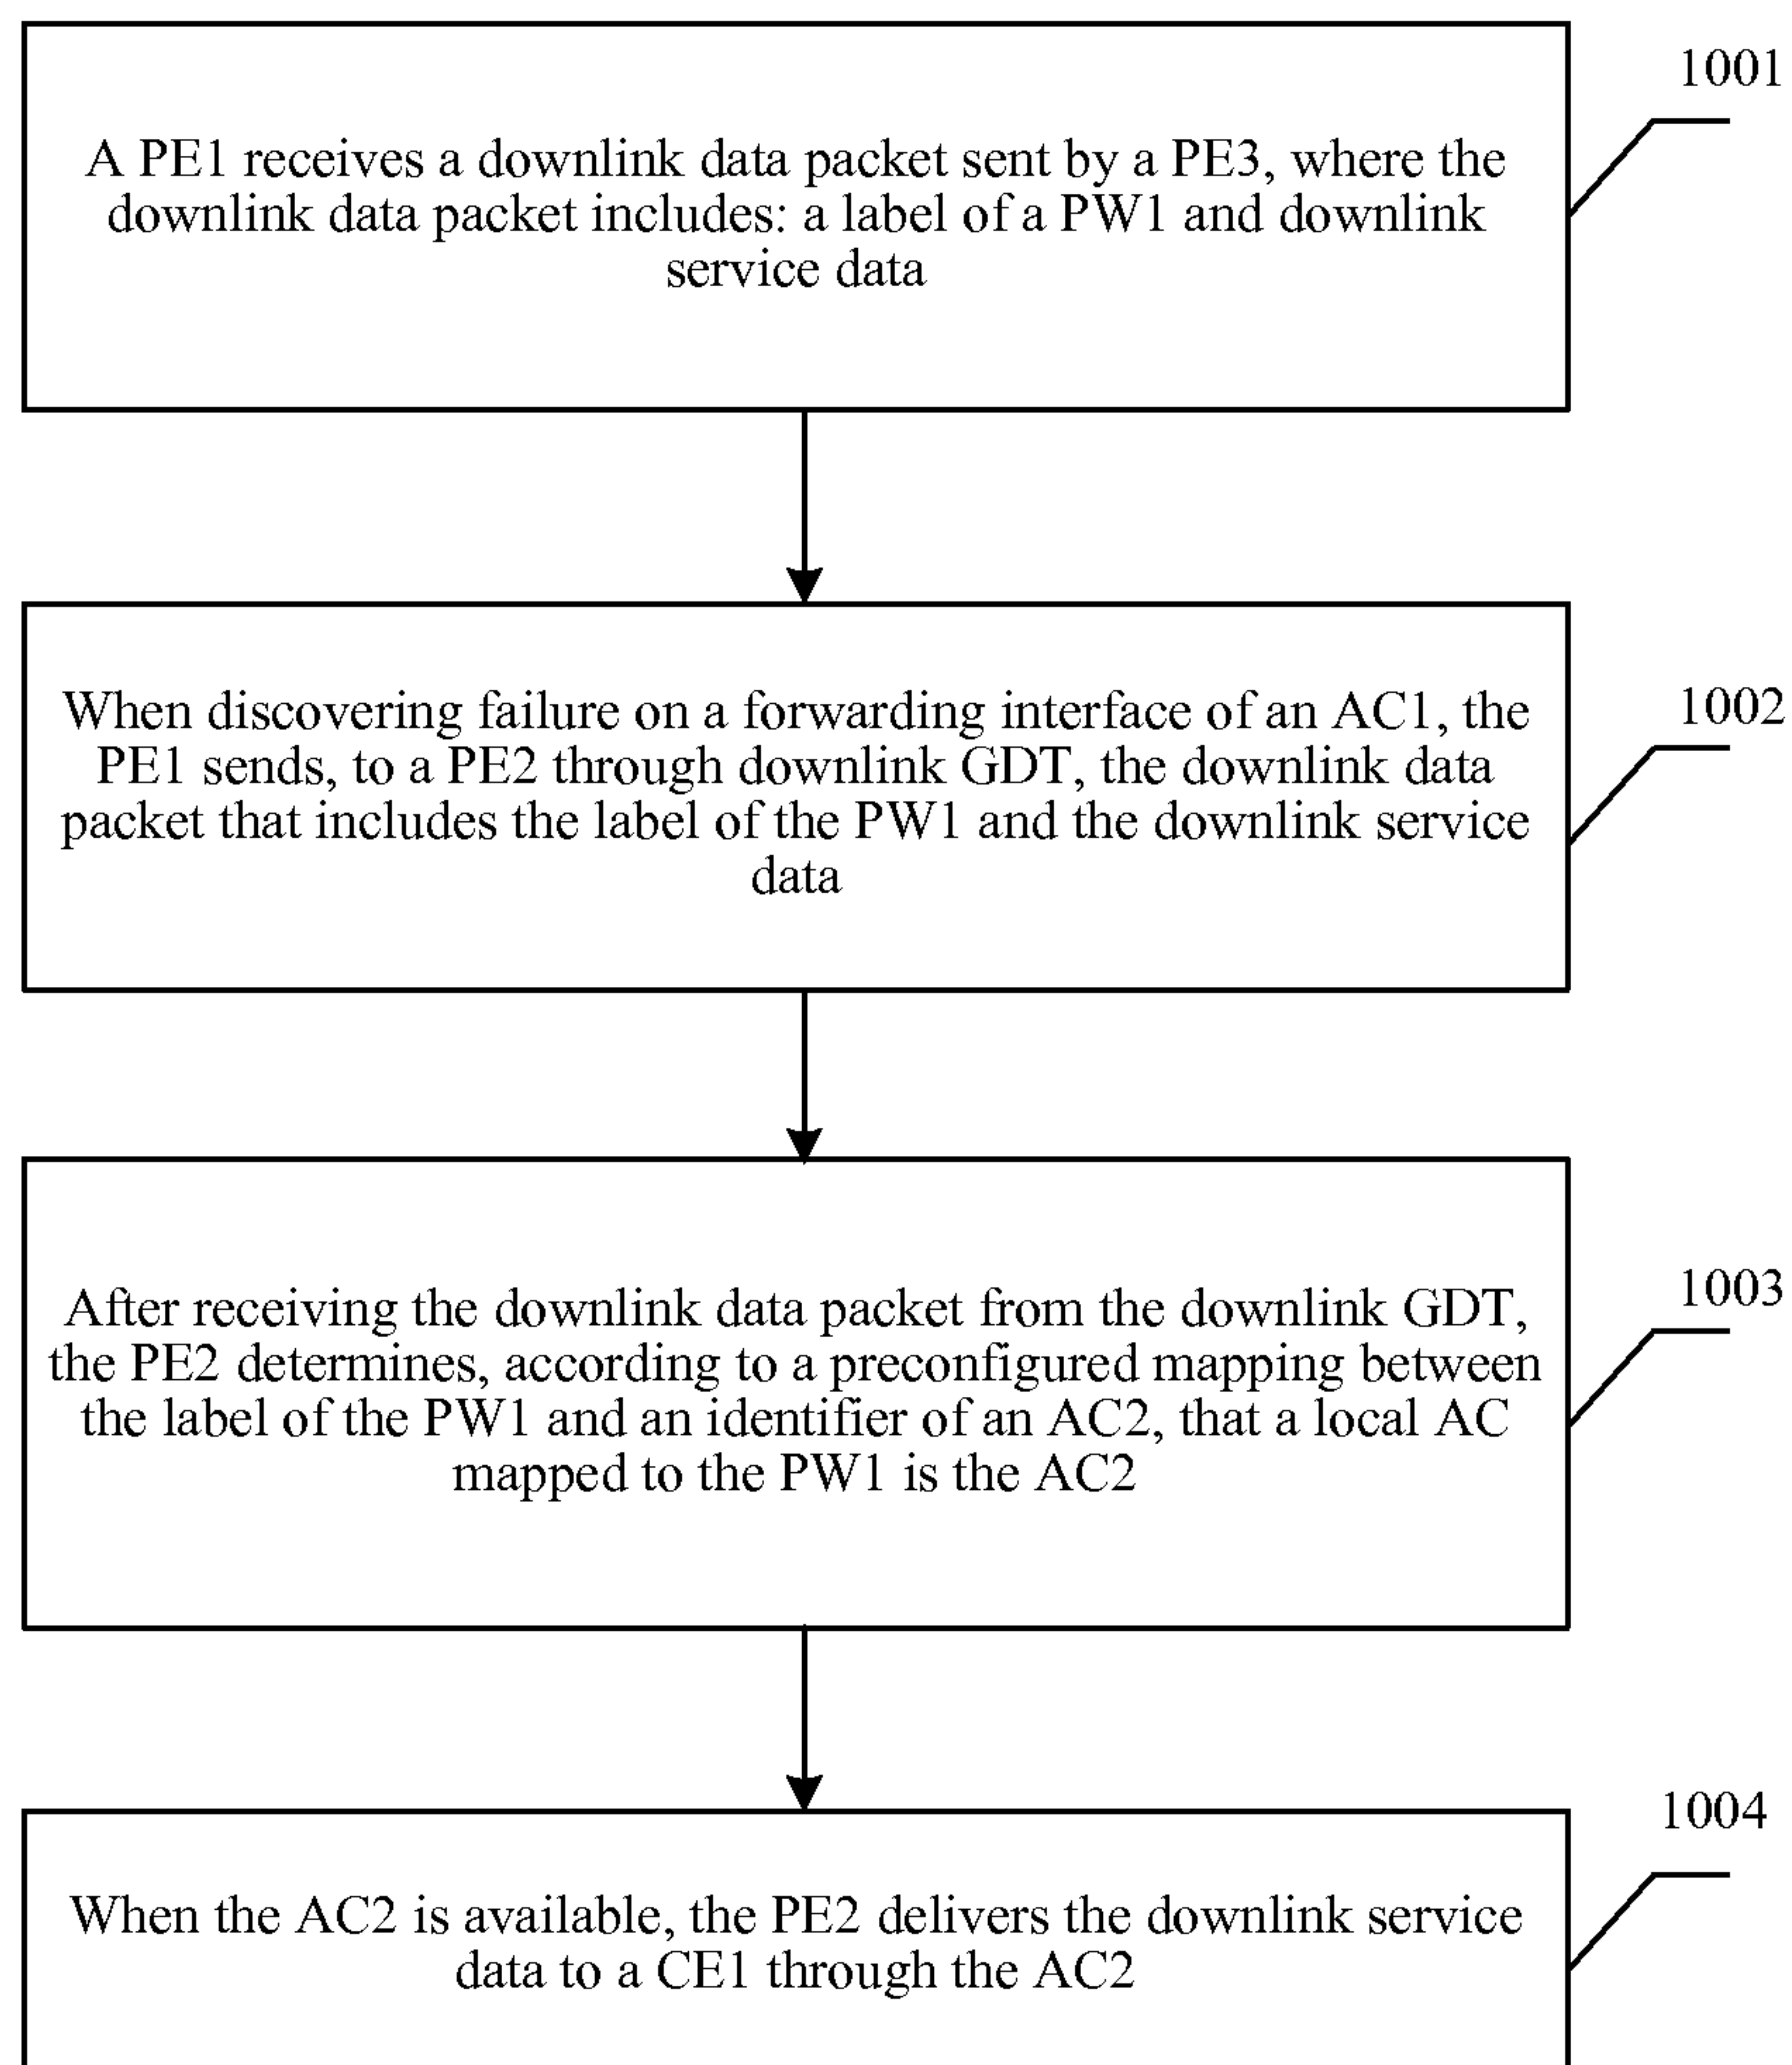 A PE1 receives a downlink data packet sent by a PE3, where the
downlink data packet includes: a label of a PW1 and downlink
service data
1001
When discovering failure on a forwarding interface of an AC1, the
PE1 sends, to a PE2 through downlink GDT, the downlink data
packet that includes the label of the PW1 and the downlink service
data
1002
After receiving the downlink data packet from the downlink GDT,
the PE2 determines, according to a preconfigured mapping between
the label of the PW1 and an identifier of an AC2, that a local AC
mapped to the PW1 is the AC2
1003
When the AC2 is available, the PE2 delivers the downlink service
data to a CE1 through the AC2
1004